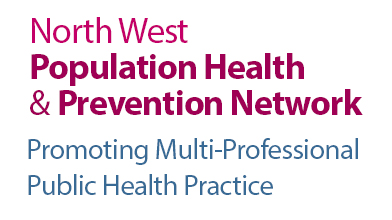 North West
Population Health
& Prevention Network
Promoting Multi-Professional
Public Health Practice